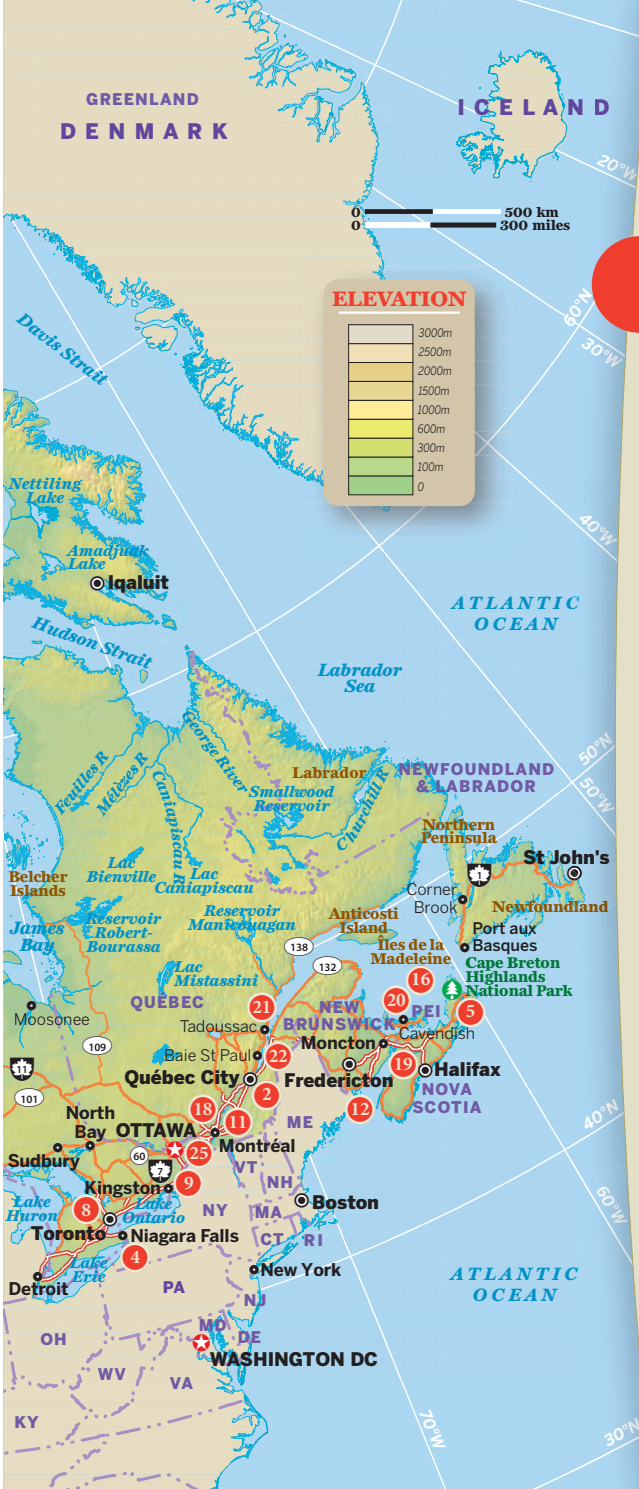 GREENLAND
DENMARK
ICELAND
20°W
0 500 km
0 300 miles
ELEVATION
3000m
2500m
2000m
1500m
1000m
600m
300m
100m
0
60°N
30°W
Davis Strait
Nettiling
Lake
Amadjuak
Lake
Iqaluit
40°W
ATLANTIC
OCEAN
Hudson Strait
Labrador
Sea
50°N
50°W
Feuilles R
Mélèzes R
Caniapiscau R
George River
Labrador
Smallwood
Reservoir
Churchill R
NEWFOUNDLAND
& LABRADOR
Northern
Peninsula
St John's
1
Corner
Brook
Newfoundland
Port aux
Basques
Belcher
Islands
Lac
Bienville
Lac
Caniapiscau
Reservoir
Manicouagan
Anticosti
Island
Îles de la
Madeleine
James
Bay
Reservoir
Robert-
Bourassa
138
132
Lac
Mistassini
Cape Breton
Highlands
National Park
16
QUÉBEC
21
20
PEI
5
Moosonee
Tadoussac
NEW
BRUNSWICK
Cavendish
109
Baie St Paul
22
Moncton
11
Québec City
Fredericton
19
Halifax
101
2
12
NOVA
SCOTIA
North
Bay
18
OTTAWA
11
ME
40°N
Sudbury
60
25
Montréal
7
VT
NH
Kingston
9
60°W
Lake
Huron
8
Lake
Ontario
NY
MA
Boston
Toronto
Niagara Falls
CT
RI
4
Lake
Erie
Detroit
New York
ATLANTIC
OCEAN
PA
NJ
MD
DE
OH
WASHINGTON DC
WV
VA
KY
70°W
30°N